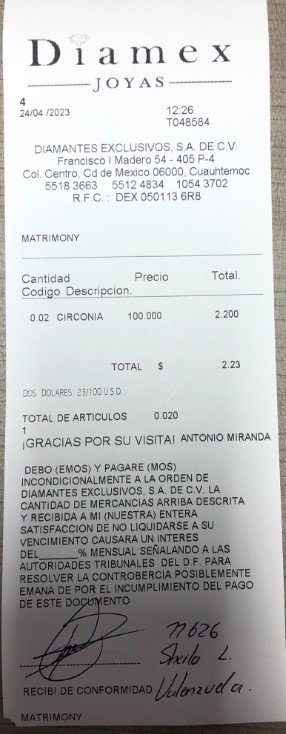 Diamex
JOYAS
4
24/04 /2023 12:26
T048584
DIAMANTES EXCLUSIVOS, S.A. DE C.V.
Francisco I Madero 54 - 405 P-4
Col. Centro, Cd de Mexico 06000, Cuauhtemoc
5518 3663 5512 4834 1054 3702
R.F.C. : DEX 050113 6R8
MATRIMONY
Cantidad Precio Total.
Codigo Descripcion.
0.02 CIRCONIA 100.000 2.200
TOTAL $ 2.23
DOS DOLARES 23/100 U.S.D.
TOTAL DE ARTICULOS 0.020
1
¡GRACIAS POR SU VISITA! ANTONIO MIRANDA
DEBO (EMOS) Y PAGARE (MOS)
INCONDICIONALMENTE A LA ORDEN DE
DIAMANTES EXCLUSIVOS, S.A. DE C.V. LA
CANTIDAD DE MERCANCIAS ARRIBA DESCRITA
Y RECIBIDA A MI (NUESTRA) ENTERA
SATISFACCION DE NO LIQUIDARSE A SU
VENCIMIENTO CAUSARA UN INTERES
DEL______% MENSUAL SEÑALANDO A LAS
AUTORIDADES TRIBUNALES DEL D.F. PARA
RESOLVER LA CONTROBERCIA POSIBLEMENTE
EMANA DE POR EL INCUMPLIMIENTO DEL PAGO
DE ESTE DOCUMENTO
77626
Sheila L.
RECIBI DE CONFORMIDAD Valenzuela.
MATRIMONY